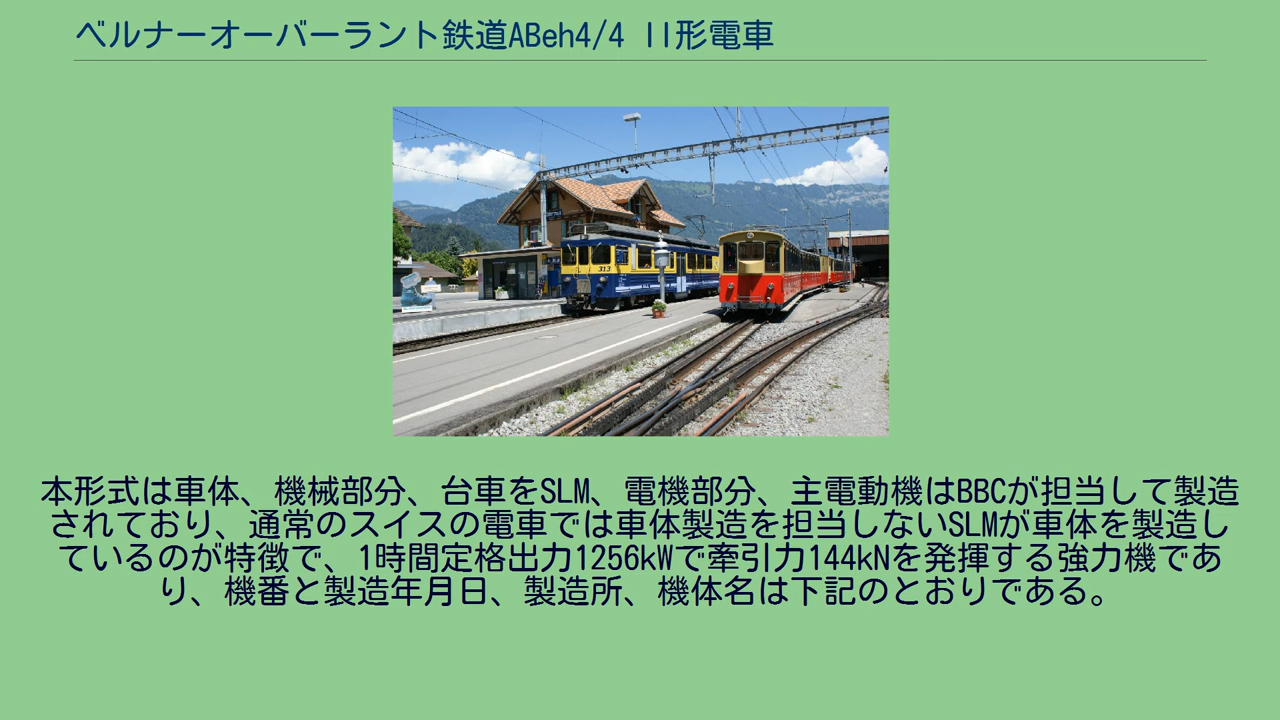 ベルナーオーバーラント鉄道ABeh4/4 II形電車
313
本形式は車体、機械部分、台車をSLM、電機部分、主電動機はBBCが担当して製造
されており、通常のスイスの電車では車体製造を担当しないSLMが車体を製造し
ているのが特徴で、1時間定格出力1256kWで牽引力144kNを発揮する強力機であ
り、機番と製造年月日、製造所、機体名は下記のとおりである。